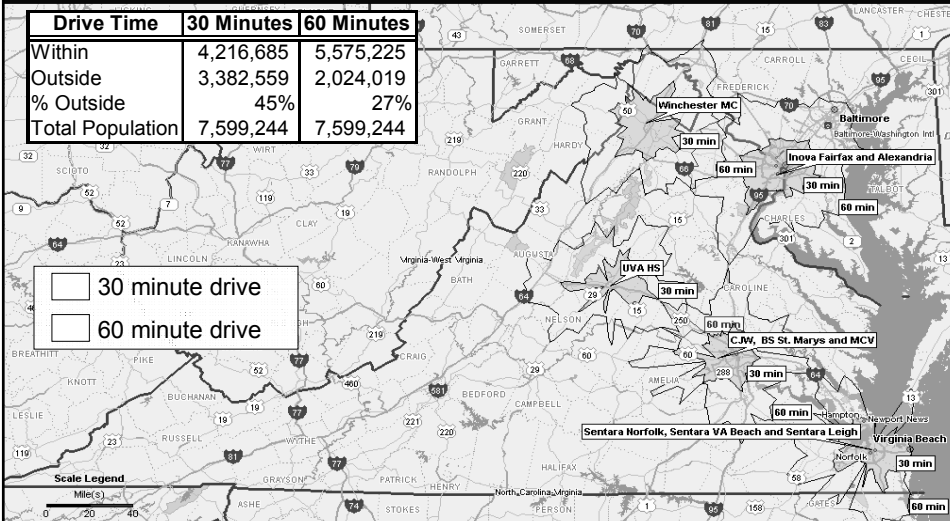 Drive Time 30 Minutes 60 Minutes
Within 4,216,685 5,575,225
Outside 3,382,559 2,024,019
% Outside 45% 27%
Total Population 7,599,244 7,599,244
30 minute drive
60 minute drive
SOMERSET
LANCASTER
CHESTE
CECIL
CARROLL
FREDERICK
GARRETT
Baltimore
Baltimore-Washington Intl
Winchester MC
30 min
GRANT
HARDY
WIRT
RANDOLPH
Inova Fairfax and Alexandria
60 min
30 min
60 min
TALBOT
CHARLES
SCIOTO
CLAY
KANAWHA
LINCOLN
Virginia-West Virginia
BATH
AUGUSTA
UVA HS
30 min
CAROLINE
NELSON
60 min
CJW, BS St. Marys and MCV
30 min
AMELIA
BREATHITT
PIKE
KNOTT
BUCHANAN
CRAIG
BEDFORD
CAMPBELL
LESLIE
RUSSELL
WYTHE
60 min
Hampton
Newport News
Sentara Norfolk, Sentara VA Beach and Sentara Leigh
Virginia Beach
Norfolk
30 min
60 min
HALIFAX
PATRICK
HENRY
GRAYSON
North Carolina-Virginia
ASHE
STOKES
PERSON
GATES
Scale Legend
Mile(s)
0 20 40